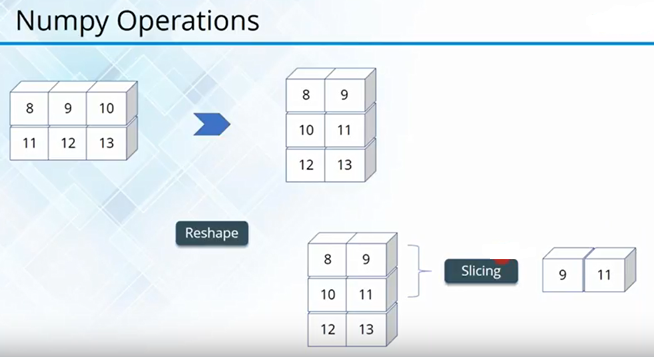 Numpy Operations
8 9 10
11 12 13
8 9
10 11
12 13
Reshape
8 9
10 11
12 13
Slicing
9 11